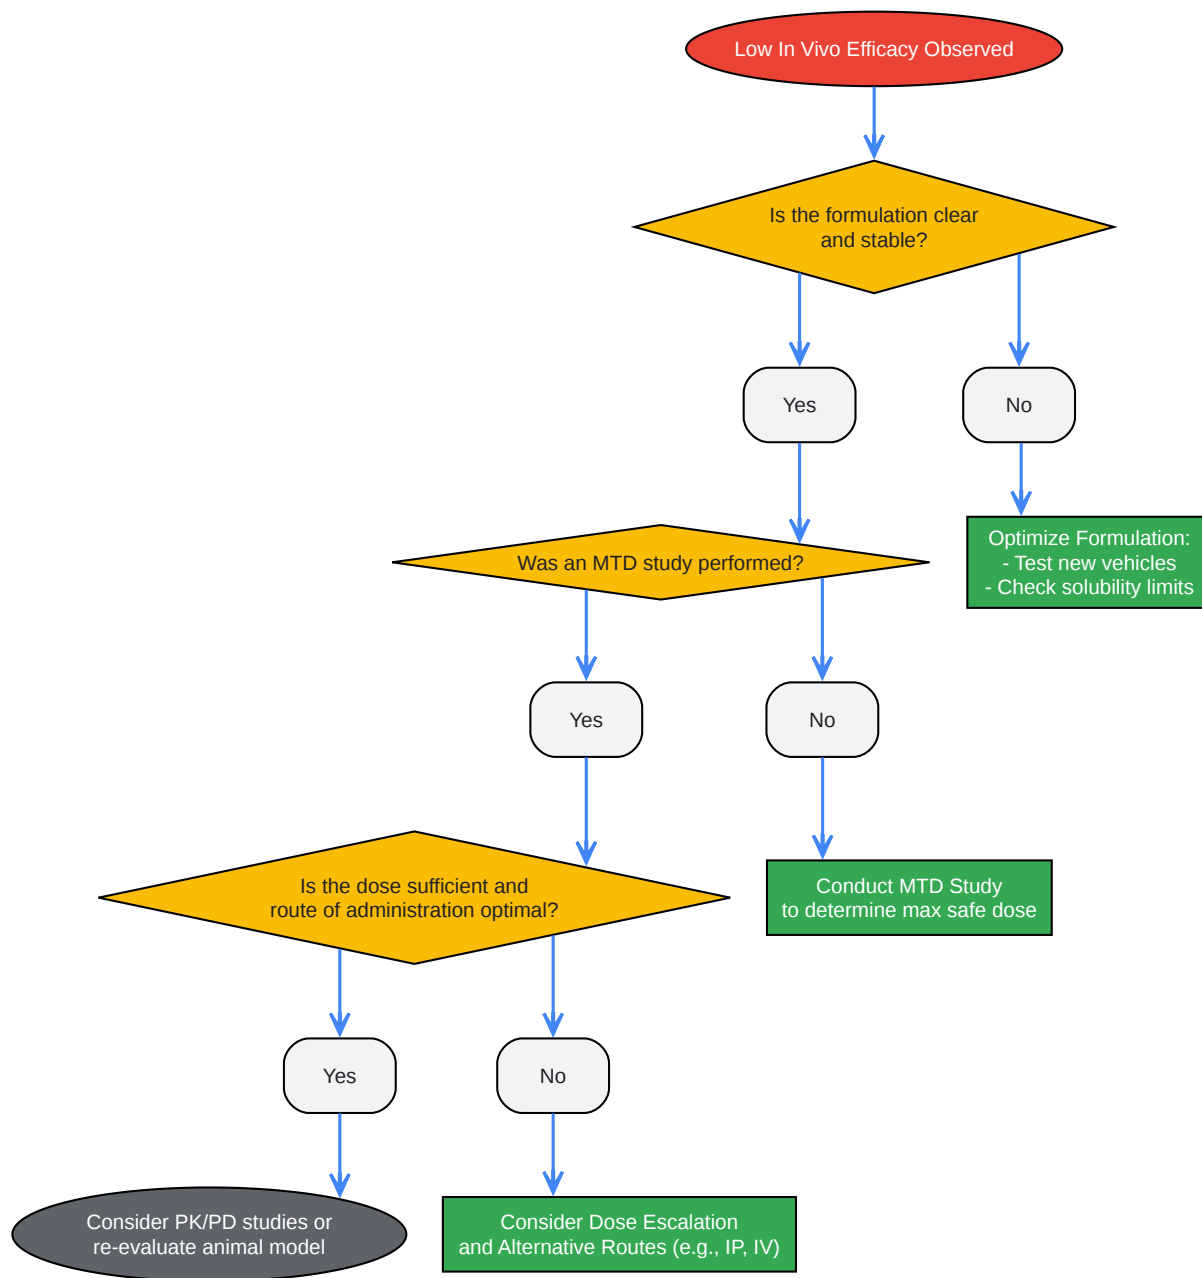 Low In Vivo Efficacy Observed
Is the formulation clear
and stable?
Yes
No
Optimize Formulation:
- Test new vehicles
- Check solubility limits
Was an MTD study performed?
Yes
No
Conduct MTD Study
to determine max safe dose
Is the dose sufficient and
route of administration optimal?
Yes
No
Consider PK/PD studies or
re-evaluate animal model
Consider Dose Escalation
and Alternative Routes (e.g., IP, IV)